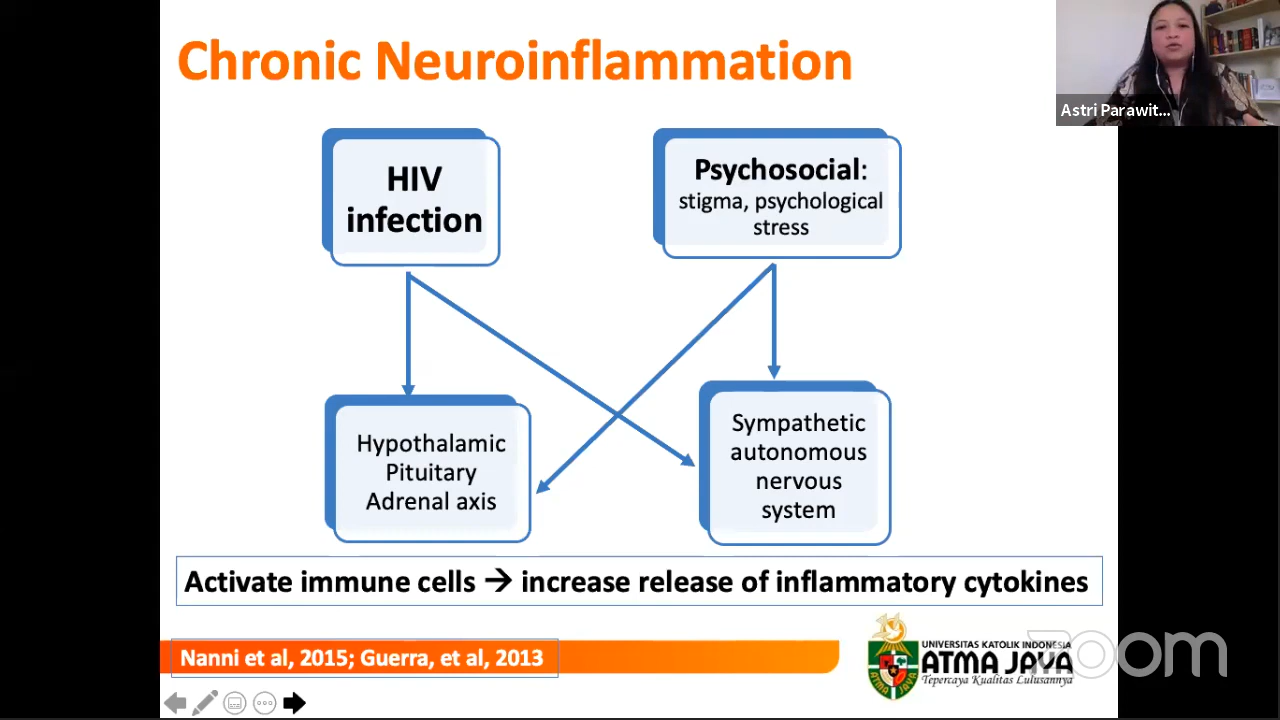 Chronic Neuroinflammation
Astri Parawit...
HIV
infection
Psychosocial:
stigma, psychological
stress
Hypothalamic
Pituitary
Adrenal axis
Sympathetic
autonomous
nervous
system
Activate immune cells → increase release of inflammatory cytokines
Nanni et al, 2015; Guerra, et al, 2013
UNIVERSITAS KATOLIK INDONESIA
ATMA JAYA
Tepercaya Kualitas Lulusannya
ATMA JAYA
zoom